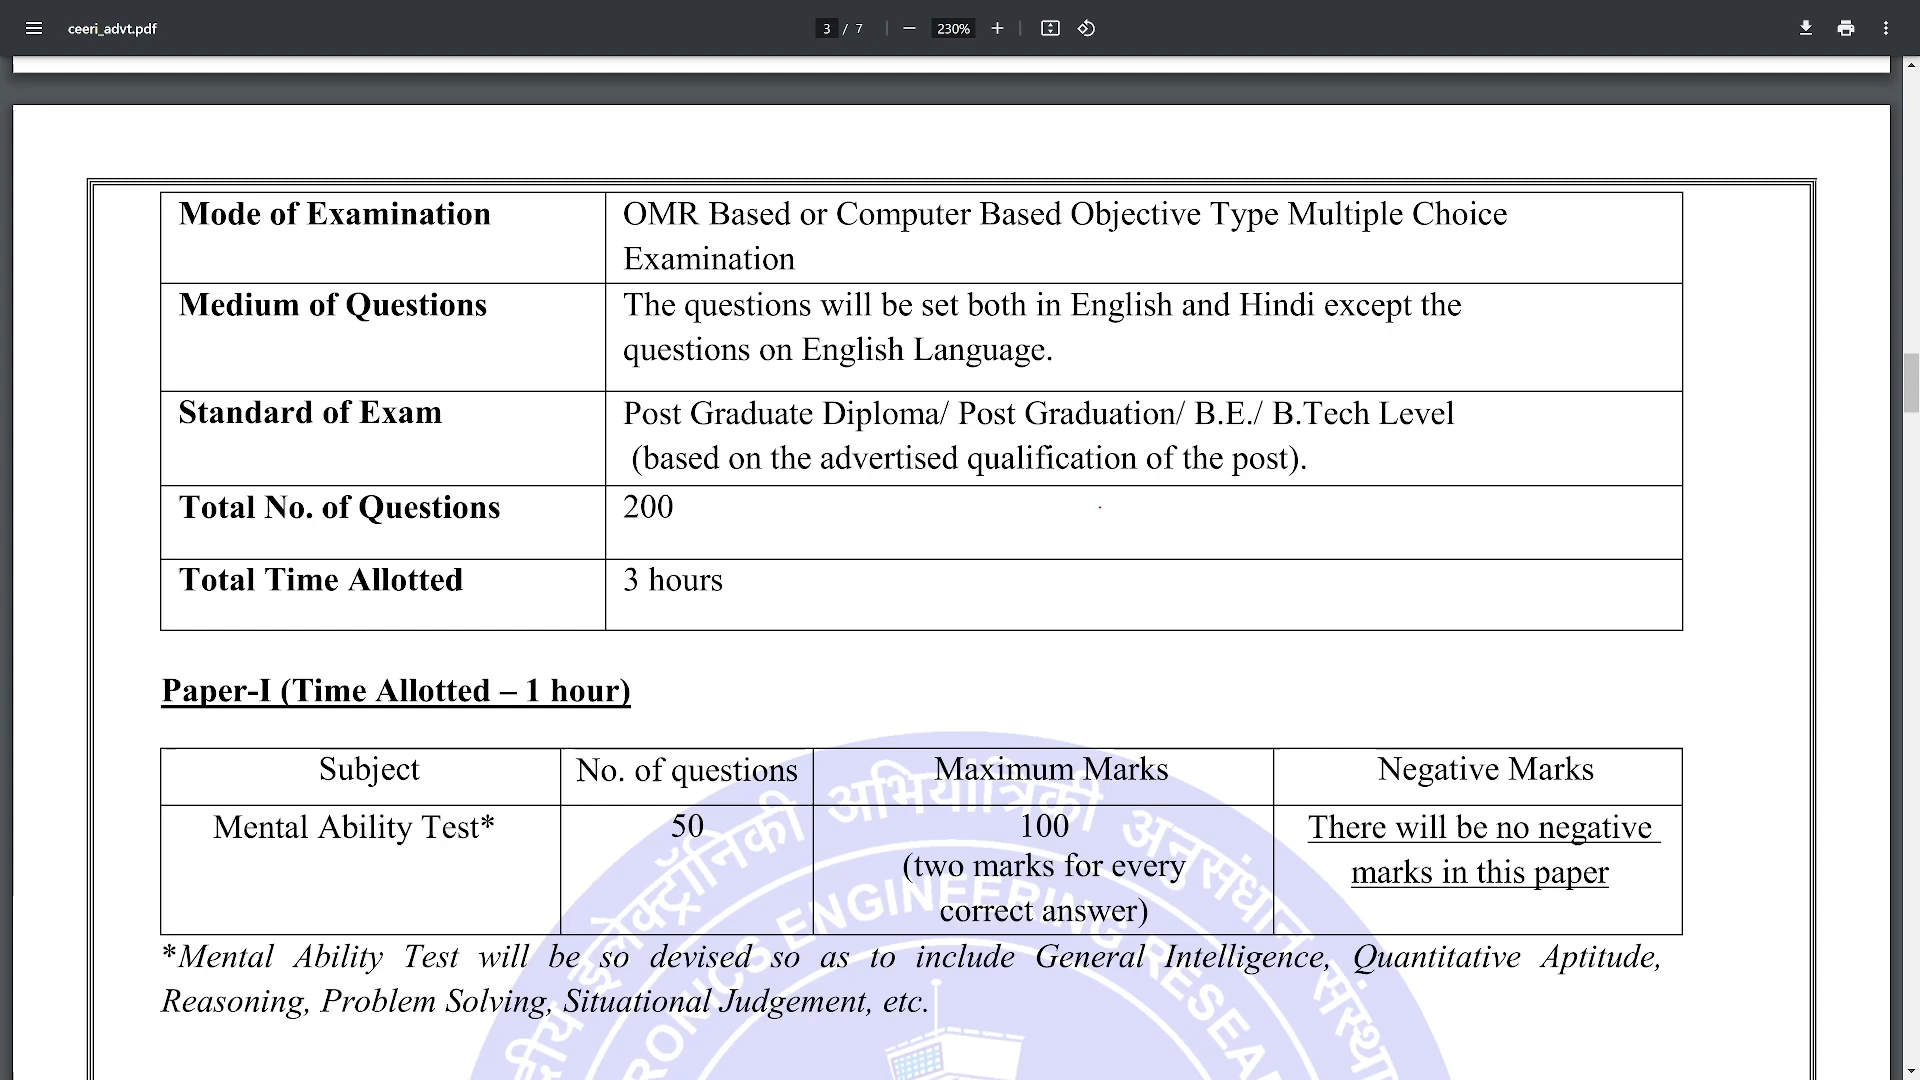 ceeri_advt.pdf
3 / 7
230%
Mode of Examination
OMR Based or Computer Based Objective Type Multiple Choice
Examination
Medium of Questions
The questions will be set both in English and Hindi except the
questions on English Language.
Standard of Exam
Post Graduate Diploma/ Post Graduation/ B.E./ B.Tech Level
(based on the advertised qualification of the post).
Total No. of Questions
200
Total Time Allotted
3 hours
Paper-I (Time Allotted – 1 hour)
Subject
No. of questions
Maximum Marks
Negative Marks
Mental Ability Test*
50
100
(two marks for every
correct answer)
There will be no negative
marks in this paper
*Mental Ability Test will be so devised so as to include General Intelligence, Quantitative Aptitude,
Reasoning, Problem Solving, Situational Judgement, etc.
इलेक्ट्रॉनिकी अभियांत्रिकी अनुसंधान संस्थान
ENGINEERING